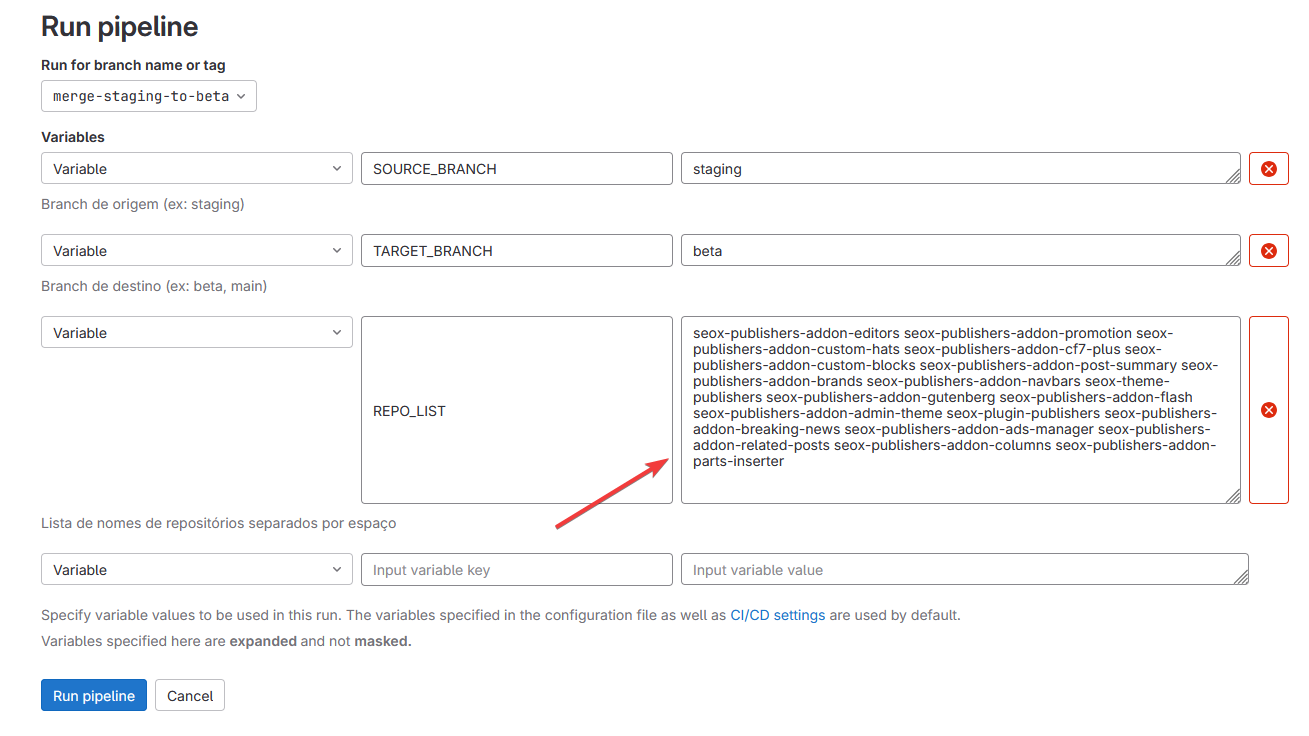 Run pipeline
Run for branch name or tag
merge-staging-to-beta
Variables
Variable SOURCE_BRANCH staging
Branch de origem (ex: staging)
Variable TARGET_BRANCH beta
Branch de destino (ex: beta, main)
Variable
REPO_LIST
seox-publishers-addon-editors seox-publishers-addon-promotion seox-
publishers-addon-custom-hats seox-publishers-addon-cf7-plus seox-
publishers-addon-custom-blocks seox-publishers-addon-post-summary seox-
publishers-addon-brands seox-publishers-addon-navbars seox-theme-
publishers seox-publishers-addon-gutenberg seox-publishers-addon-flash
seox-publishers-addon-admin-theme seox-plugin-publishers seox-publishers-
addon-breaking-news seox-publishers-addon-ads-manager seox-publishers-
addon-related-posts seox-publishers-addon-columns seox-publishers-addon-
parts-inserter
Lista de nomes de repositórios separados por espaço
Variable Input variable key Input variable value
Specify variable values to be used in this run. The variables specified in the configuration file as well as CI/CD settings are used by default.
Variables specified here are expanded and not masked.
Run pipeline Cancel